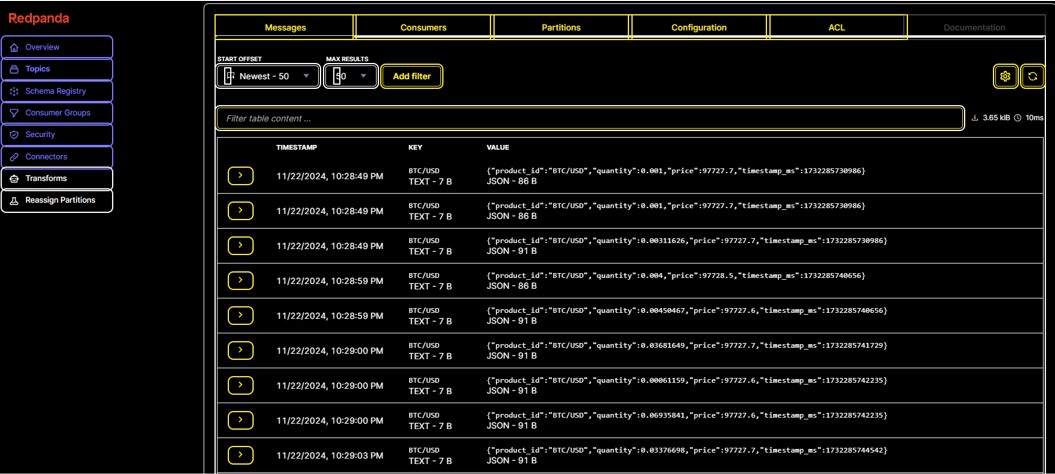 Redpanda
Overview
Topics
Schema Registry
Consumer Groups
Security
Connectors
Transforms
Reassign Partitions
Messages Consumers Partitions Configuration ACL Documentation
START OFFSET MAX RESULTS
Newest - 50 50 Add filter
Filter table content ... 3.65 kiB 10ms
TIMESTAMP KEY VALUE
11/22/2024, 10:28:49 PM BTC/USD {"product_id":"BTC/USD","quantity":0.001,"price":97727.7,"timestamp_ms":1732285730986}
TEXT - 7 B JSON - 86 B
11/22/2024, 10:28:49 PM BTC/USD {"product_id":"BTC/USD","quantity":0.001,"price":97727.7,"timestamp_ms":1732285730986}
TEXT - 7 B JSON - 86 B
11/22/2024, 10:28:49 PM BTC/USD {"product_id":"BTC/USD","quantity":0.00311626,"price":97727.7,"timestamp_ms":1732285730986}
TEXT - 7 B JSON - 91 B
11/22/2024, 10:28:59 PM BTC/USD {"product_id":"BTC/USD","quantity":0.004,"price":97728.5,"timestamp_ms":1732285740656}
TEXT - 7 B JSON - 86 B
11/22/2024, 10:28:59 PM BTC/USD {"product_id":"BTC/USD","quantity":0.00450467,"price":97727.6,"timestamp_ms":1732285740656}
TEXT - 7 B JSON - 91 B
11/22/2024, 10:29:00 PM BTC/USD {"product_id":"BTC/USD","quantity":0.03681649,"price":97727.7,"timestamp_ms":1732285741729}
TEXT - 7 B JSON - 91 B
11/22/2024, 10:29:00 PM BTC/USD {"product_id":"BTC/USD","quantity":0.00061159,"price":97727.6,"timestamp_ms":1732285742235}
TEXT - 7 B JSON - 91 B
11/22/2024, 10:29:00 PM BTC/USD {"product_id":"BTC/USD","quantity":0.06935841,"price":97727.6,"timestamp_ms":1732285742235}
TEXT - 7 B JSON - 91 B
11/22/2024, 10:29:03 PM BTC/USD {"product_id":"BTC/USD","quantity":0.03376698,"price":97727.6,"timestamp_ms":1732285744542}
TEXT - 7 B JSON - 91 B